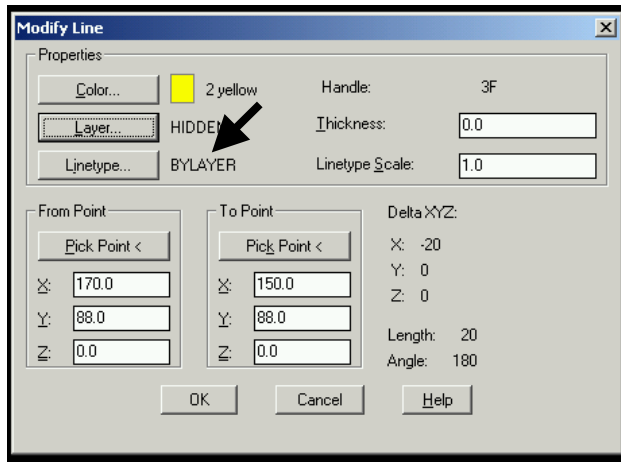 Modify Line
Properties
Color... 2 yellow Handle: 3F
Layer... HIDDEN Thickness: 0.0
Linetype... BYLAYER Linetype Scale: 1.0
From Point To Point Delta XYZ:
Pick Point < Pick Point < X: -20
X: 170.0 X: 150.0 Y: 0
Y: 88.0 Y: 88.0 Z: 0
Z: 0.0 Z: 0.0 Length: 20
Angle: 180
OK Cancel Help